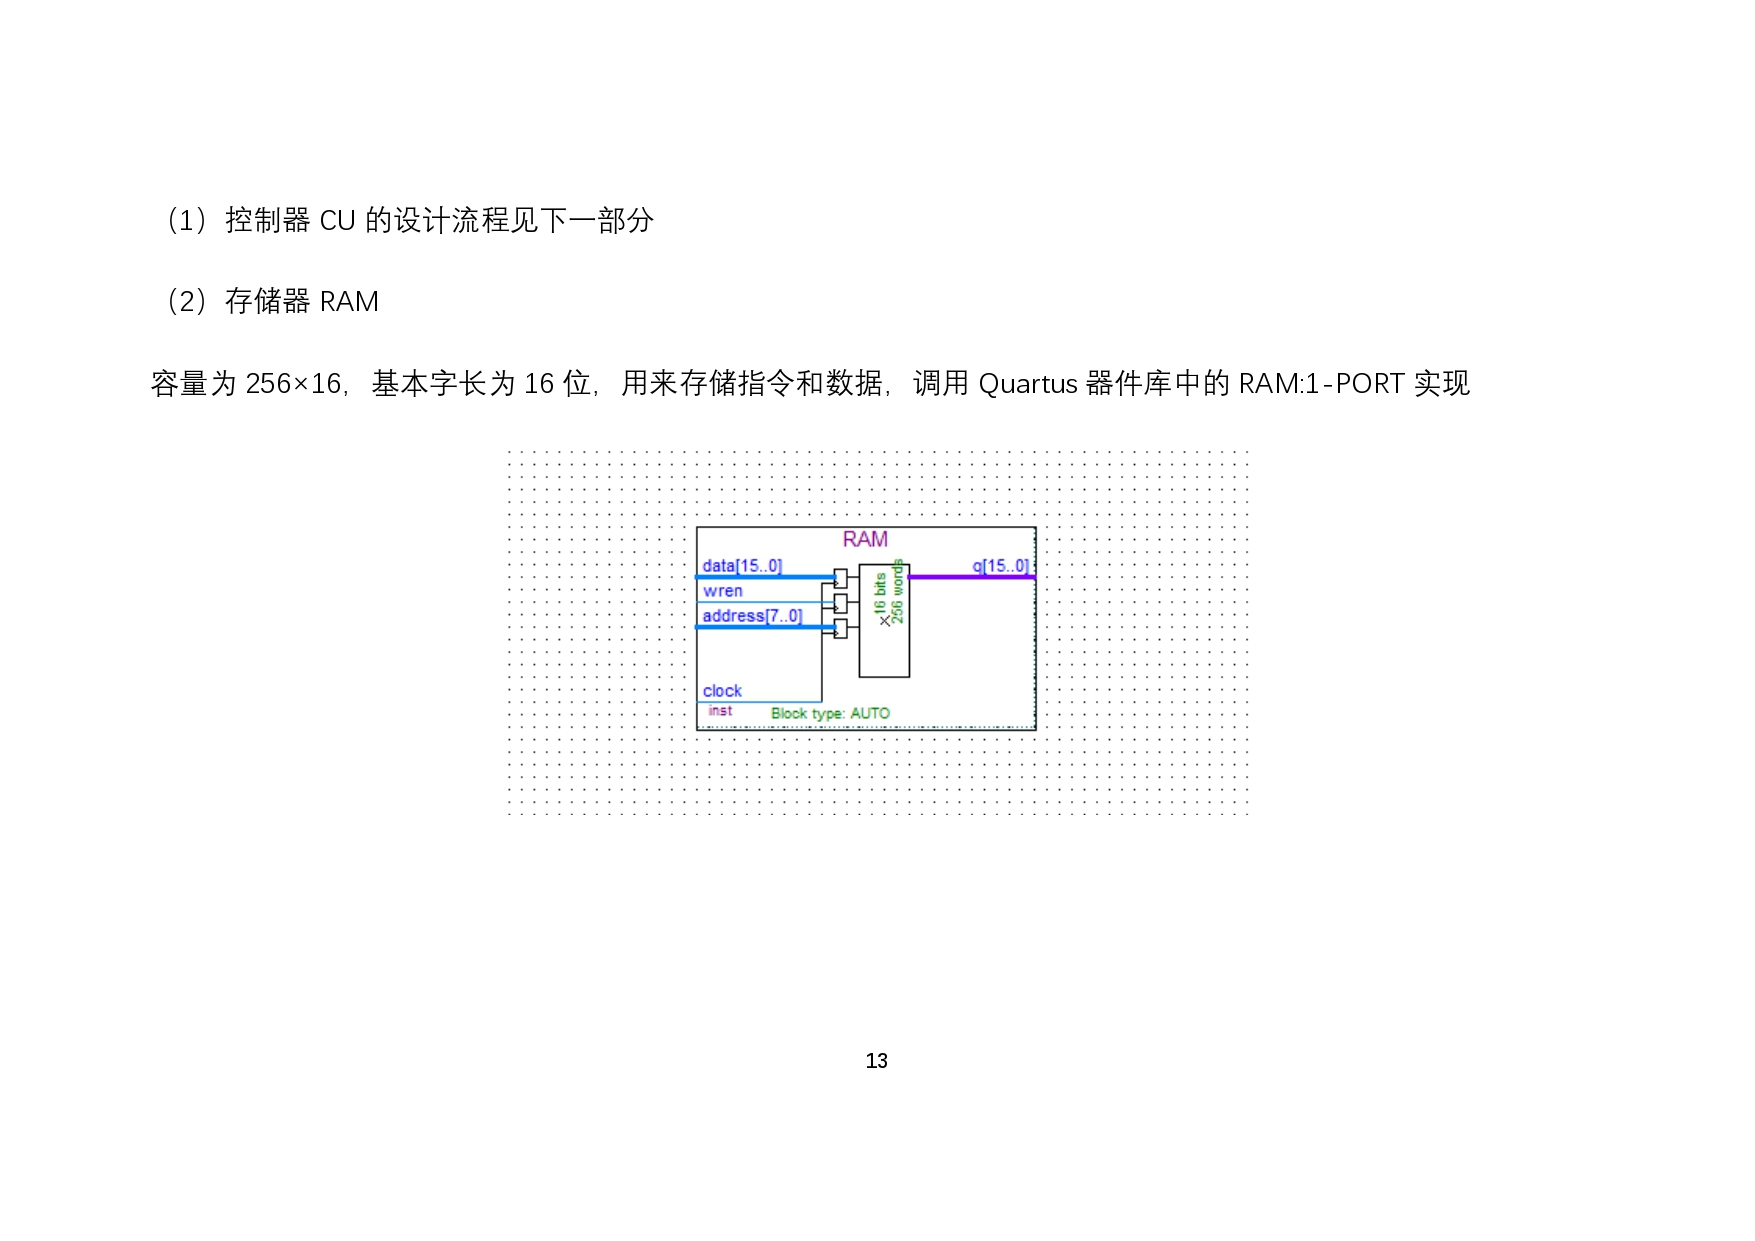 （1）控制器 CU 的设计流程见下一部分
（2）存储器 RAM
容量为 256×16，基本字长为 16 位，用来存储指令和数据，调用 Quartus 器件库中的 RAM:1-PORT 实现
RAM
data[15..0]
q[15..0]
wren
address[7..0]
16 bits
256 words
clock
inst
Block type: AUTO
13